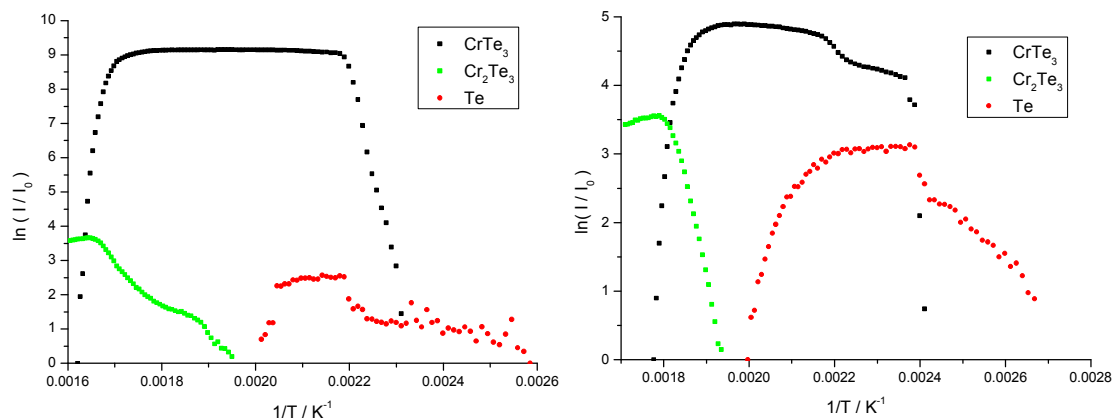 10
9
8
7
6
5
4
3
2
1
0
ln ( I / I₀ )
0.0016 0.0018 0.0020 0.0022 0.0024 0.0026
1/T / K⁻¹
CrTe₃
Cr₂Te₃
Te
5
4
3
2
1
0
ln( I / I₀ )
0.0018 0.0020 0.0022 0.0024 0.0026 0.0028
1/T / K⁻¹
CrTe₃
Cr₂Te₃
Te